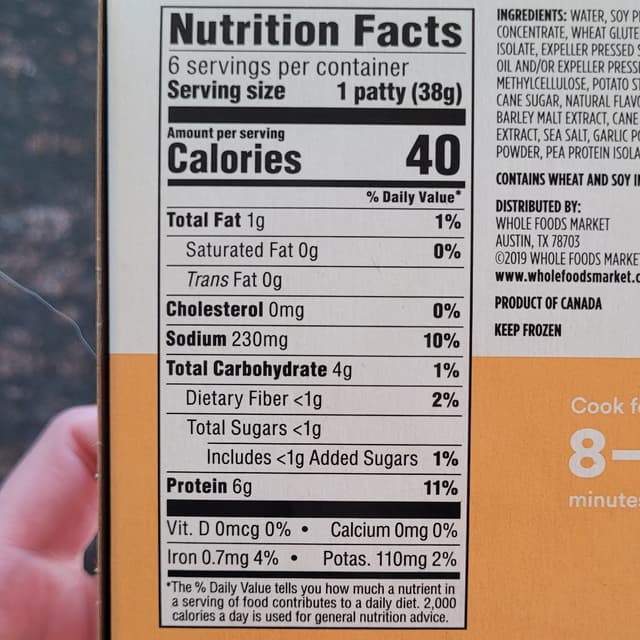 Nutrition Facts
6 servings per container
Serving size 1 patty (38g)
Amount per serving
Calories 40
% Daily Value*
Total Fat 1g 1%
Saturated Fat 0g 0%
Trans Fat 0g
Cholesterol 0mg 0%
Sodium 230mg 10%
Total Carbohydrate 4g 1%
Dietary Fiber <1g 2%
Total Sugars <1g
Includes <1g Added Sugars 1%
Protein 6g 11%
Vit. D 0mcg 0% • Calcium 0mg 0%
Iron 0.7mg 4% • Potas. 110mg 2%
*The % Daily Value tells you how much a nutrient in
a serving of food contributes to a daily diet. 2,000
calories a day is used for general nutrition advice.
INGREDIENTS: WATER, SOY
CONCENTRATE, WHEAT
ISOLATE, EXPELLER PRESSED
OIL AND/OR EXPELLER
METHYLCELLULOSE, POTATO
CANE SUGAR, NATURAL
BARLEY MALT EXTRACT, CANE
EXTRACT, SEA SALT, GARLIC
POWDER, PEA PROTEIN
CONTAINS WHEAT AND SOY
DISTRIBUTED BY:
WHOLE FOODS MARKET
AUSTIN, TX 78703
©2019 WHOLE FOODS
www.wholefoodsmarket.c
PRODUCT OF CANADA
KEEP FROZEN
Cook
8–
minutes